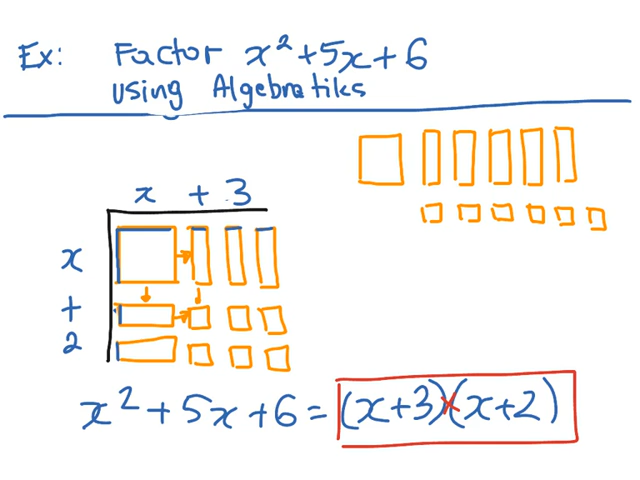 Ex: Factor x² + 5x + 6
using Algebratiks
x + 3
x
+
2
x² + 5x + 6 = (x+3)×(x+2)